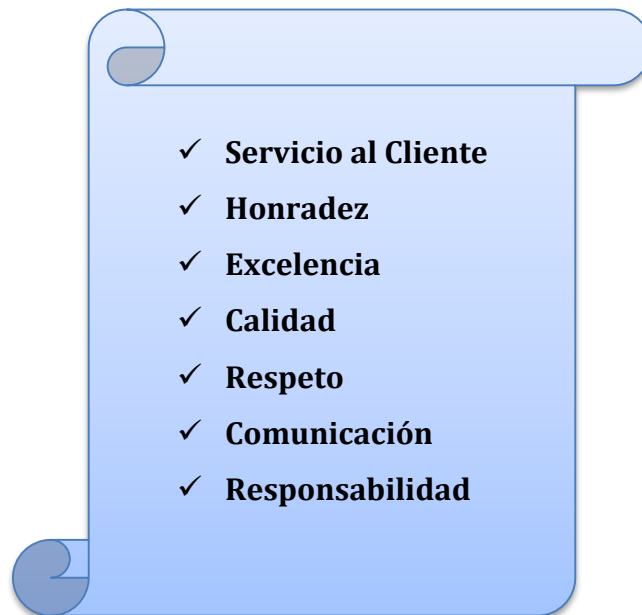 ✓ Servicio al Cliente
✓ Honradez
✓ Excelencia
✓ Calidad
✓ Respeto
✓ Comunicación
✓ Responsabilidad